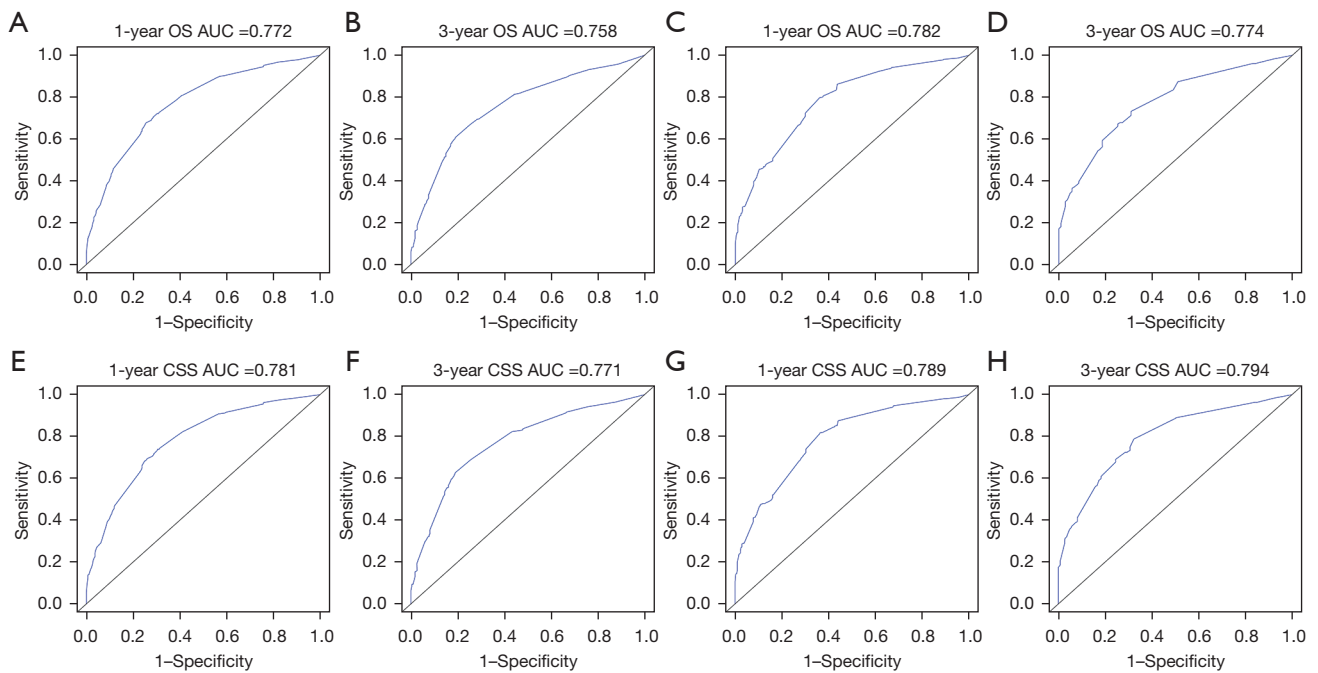 A
1-year OS AUC =0.772
1.0
0.8
0.6
0.4
0.2
0.0
Sensitivity
0.0 0.2 0.4 0.6 0.8 1.0
1–Specificity
B
3-year OS AUC =0.758
1.0
0.8
0.6
0.4
0.2
0.0
Sensitivity
0.0 0.2 0.4 0.6 0.8 1.0
1–Specificity
C
1-year OS AUC =0.782
1.0
0.8
0.6
0.4
0.2
0.0
Sensitivity
0.0 0.2 0.4 0.6 0.8 1.0
1–Specificity
D
3-year OS AUC =0.774
1.0
0.8
0.6
0.4
0.2
0.0
Sensitivity
0.0 0.2 0.4 0.6 0.8 1.0
1–Specificity
E
1-year CSS AUC =0.781
1.0
0.8
0.6
0.4
0.2
0.0
Sensitivity
0.0 0.2 0.4 0.6 0.8 1.0
1–Specificity
F
3-year CSS AUC =0.771
1.0
0.8
0.6
0.4
0.2
0.0
Sensitivity
0.0 0.2 0.4 0.6 0.8 1.0
1–Specificity
G
1-year CSS AUC =0.789
1.0
0.8
0.6
0.4
0.2
0.0
Sensitivity
0.0 0.2 0.4 0.6 0.8 1.0
1–Specificity
H
3-year CSS AUC =0.794
1.0
0.8
0.6
0.4
0.2
0.0
Sensitivity
0.0 0.2 0.4 0.6 0.8 1.0
1–Specificity